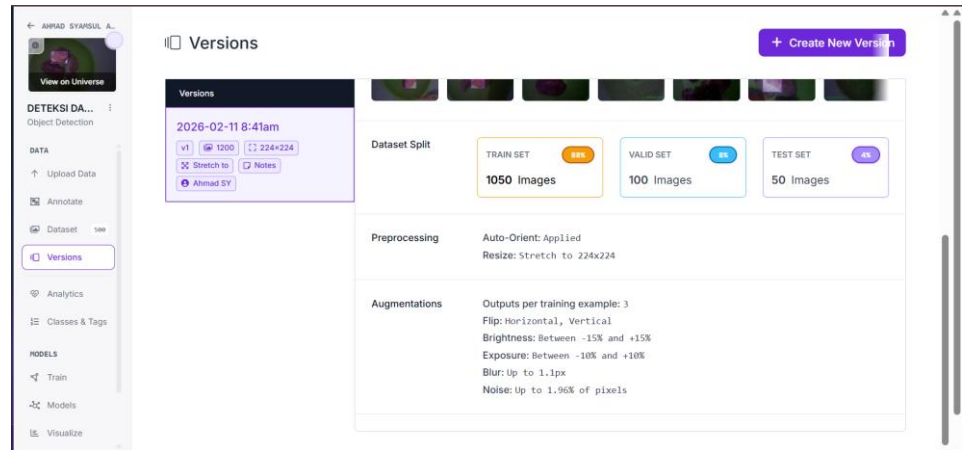 ← AHMAD SYAMSUL A..
View on Universe
DETEKSI DA... ⋮
Object Detection
DATA
Upload Data
Annotate
Dataset 500
Versions
Analytics
Classes & Tags
MODELS
Train
Models
Visualize
Versions
+ Create New Version
Versions
2026-02-11 8:41am
v1 1200 224×224
Stretch to Notes
Ahmad SY
Dataset Split
TRAIN SET 88%
1050 Images
VALID SET 8%
100 Images
TEST SET 4%
50 Images
Preprocessing
Auto-Orient: Applied
Resize: Stretch to 224x224
Augmentations
Outputs per training example: 3
Flip: Horizontal, Vertical
Brightness: Between -15% and +15%
Exposure: Between -10% and +10%
Blur: Up to 1.1px
Noise: Up to 1.96% of pixels